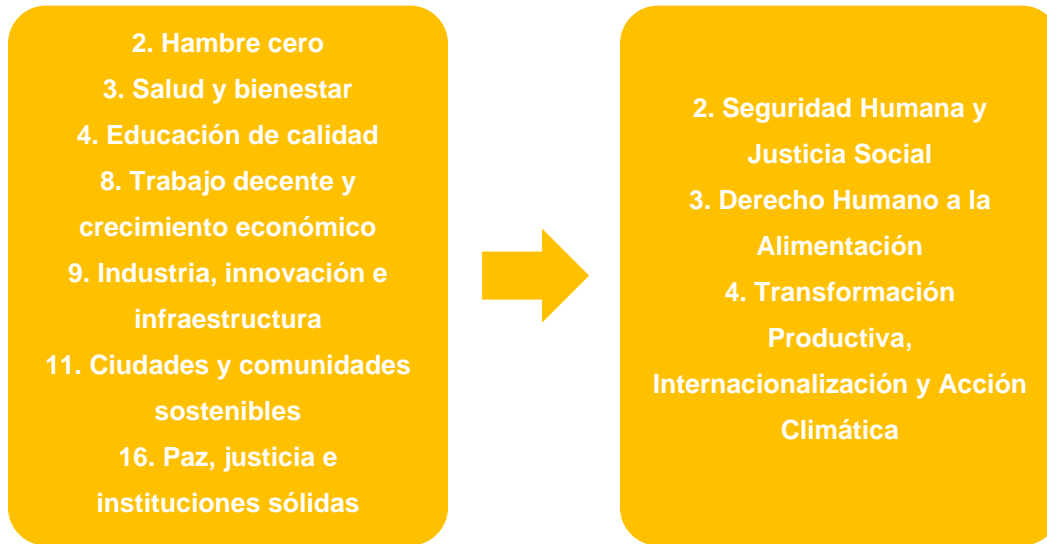 2. Hambre cero
3. Salud y bienestar
4. Educación de calidad
8. Trabajo decente y
crecimiento económico
9. Industria, innovación e
infraestructura
11. Ciudades y comunidades
sostenibles
16. Paz, justicia e
instituciones sólidas
2. Seguridad Humana y
Justicia Social
3. Derecho Humano a la
Alimentación
4. Transformación
Productiva,
Internacionalización y Acción
Climática